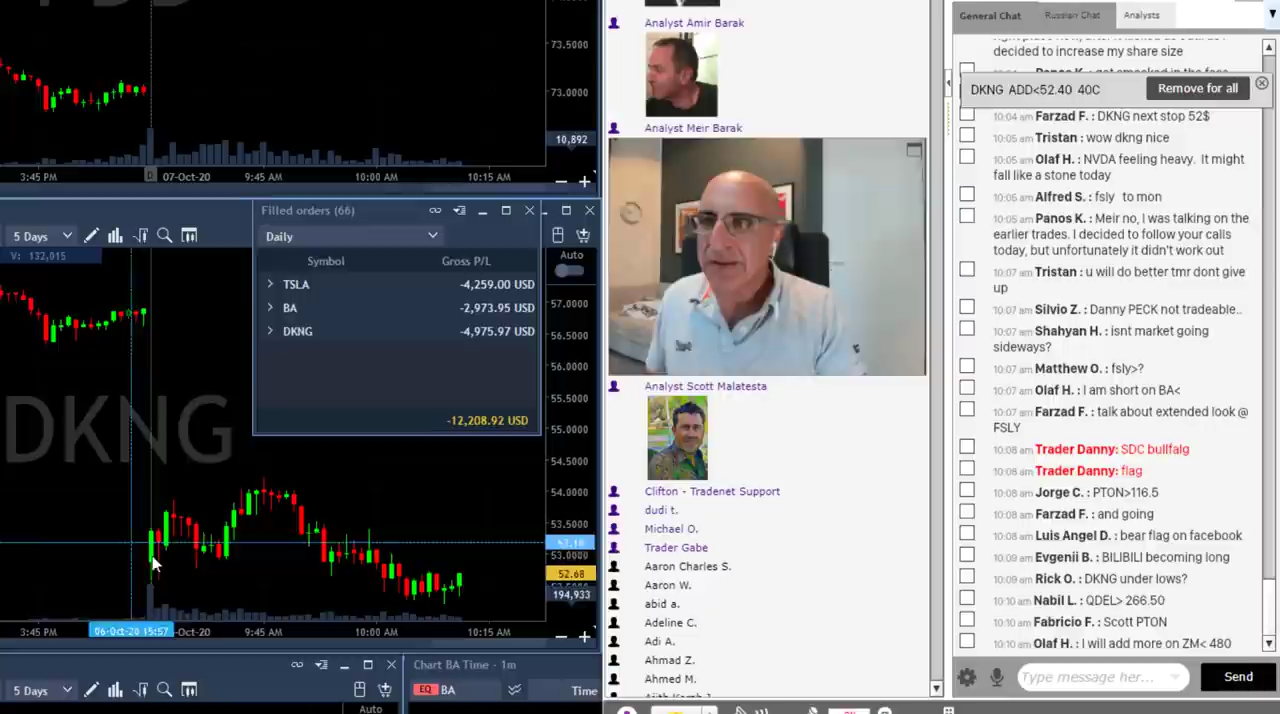 73.5000
73.0000
10,892
3:45 PM
07-Oct-20
9:45 AM
10:00 AM
10:15 AM
5 Days
V: 132,015
Filled orders (66)
Daily
Symbol
Gross P/L
TSLA
-4,259.00 USD
BA
-2,973.95 USD
DKNG
-4,975.97 USD
-12,208.92 USD
Auto
57.0000
56.5000
56.0000
55.5000
55.0000
54.5000
54.0000
53.5000
53.18
53.0000
52.68
194,933
DKNG
3:45 PM
06-Oct-20 15:57
-Oct-20
9:45 AM
10:00 AM
10:15 AM
5 Days
Auto
Chart BA Time - 1m
EQ BA
Time
Analyst Amir Barak
Analyst Meir Barak
Analyst Scott Malatesta
Clifton - Tradenet Support
dudi t.
Michael O.
Trader Gabe
Aaron Charles S.
Aaron W.
abid a.
Adeline C.
Adi A.
Ahmad Z.
Ahmed M.
General Chat
Russian Chat
Analysts
decided to increase my share size
DKNG ADD<52.40 40C
Remove for all
10:04 am Farzad F. : DKNG next stop 52$
10:05 am Tristan : wow dkng nice
10:05 am Olaf H. : NVDA feeling heavy. It might
fall like a stone today
10:05 am Alfred S. : fsly to mon
10:05 am Panos K. : Meir no, I was talking on the
earlier trades. I decided to follow your calls
today, but unfortunately it didn't work out
10:07 am Tristan : u will do better tmr dont give
up
10:07 am Silvio Z. : Danny PECK not tradeable..
10:07 am Shahyan H. : isnt market going
sideways?
10:07 am Matthew O. : fsly>?
10:07 am Olaf H. : I am short on BA<
10:07 am Farzad F. : talk about extended look @
FSLY
10:08 am Trader Danny: SDC bullfalg
10:08 am Trader Danny: flag
10:08 am Jorge C. : PTON>116.5
10:08 am Farzad F. : and going
10:08 am Luis Angel D. : bear flag on facebook
10:09 am Evgenii B. : BILIBILI becoming long
10:09 am Rick O. : DKNG under lows?
10:10 am Nabil L. : QDEL> 266.50
10:10 am Fabricio F. : Scott PTON
10:10 am Olaf H. : I will add more on ZM< 480
Type message her...
Send